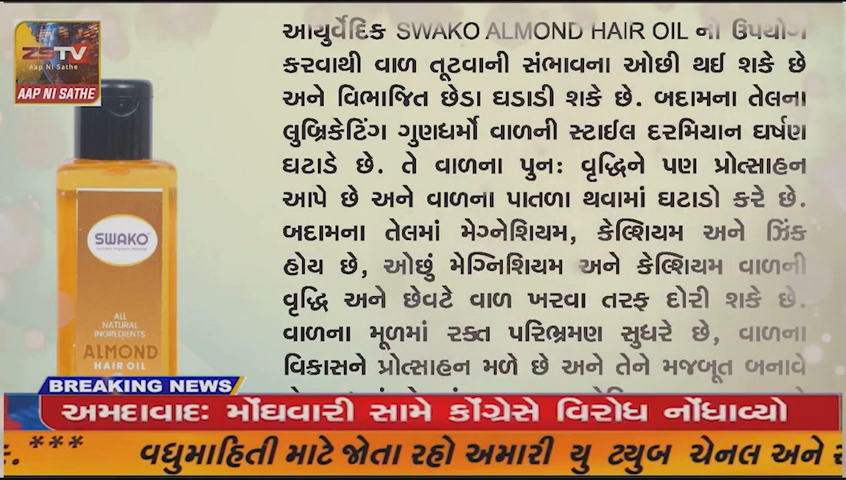 ZSTV
Aap Ni Sathe
AAP NI SATHE
આયુર્વેદિક SWAKO ALMOND HAIR OIL નો ઉપયોગ
કરવાથી વાળ તૂટવાની સંભાવના ઓછી થઈ શકે છે
અને વિભાજિત છેડા ઘડાડી શકે છે. બદામના તેલના
લુબ્રિકેટિંગ ગુણધર્મો વાળની સ્ટાઈલ દરમિયાન ઘર્ષણ
ઘટાડે છે. તે વાળના પુનઃ વૃદ્ધિને પણ પ્રોત્સાહન
આપે છે અને વાળના પાતળા થવામાં ઘટાડો કરે છે.
બદામના તેલમાં મેગ્નેશિયમ, કેલ્શિયમ અને ઝિંક
હોય છે, ઓછું મેગ્નિશિયમ અને કેલ્શિયમ વાળની
વૃદ્ધિ અને છેવટે વાળ ખરવા તરફ દોરી શકે છે.
વાળના મૂળમાં રક્ત પરિભ્રમણ સુધરે છે, વાળના
વિકાસને પ્રોત્સાહન મળે છે અને તેને મજબૂત બનાવે
SWAKO
ALL
NATURAL
INGREDIENTS
ALMOND
HAIR OIL
BREAKING NEWS
અમદાવાદઃ મોંઘવારી સામે કોંગ્રેસે વિરોધ નોંધાવ્યો
*** વધુમાહિતી માટે જોતા રહો અમારી યુ ટ્યુબ ચેનલ અને